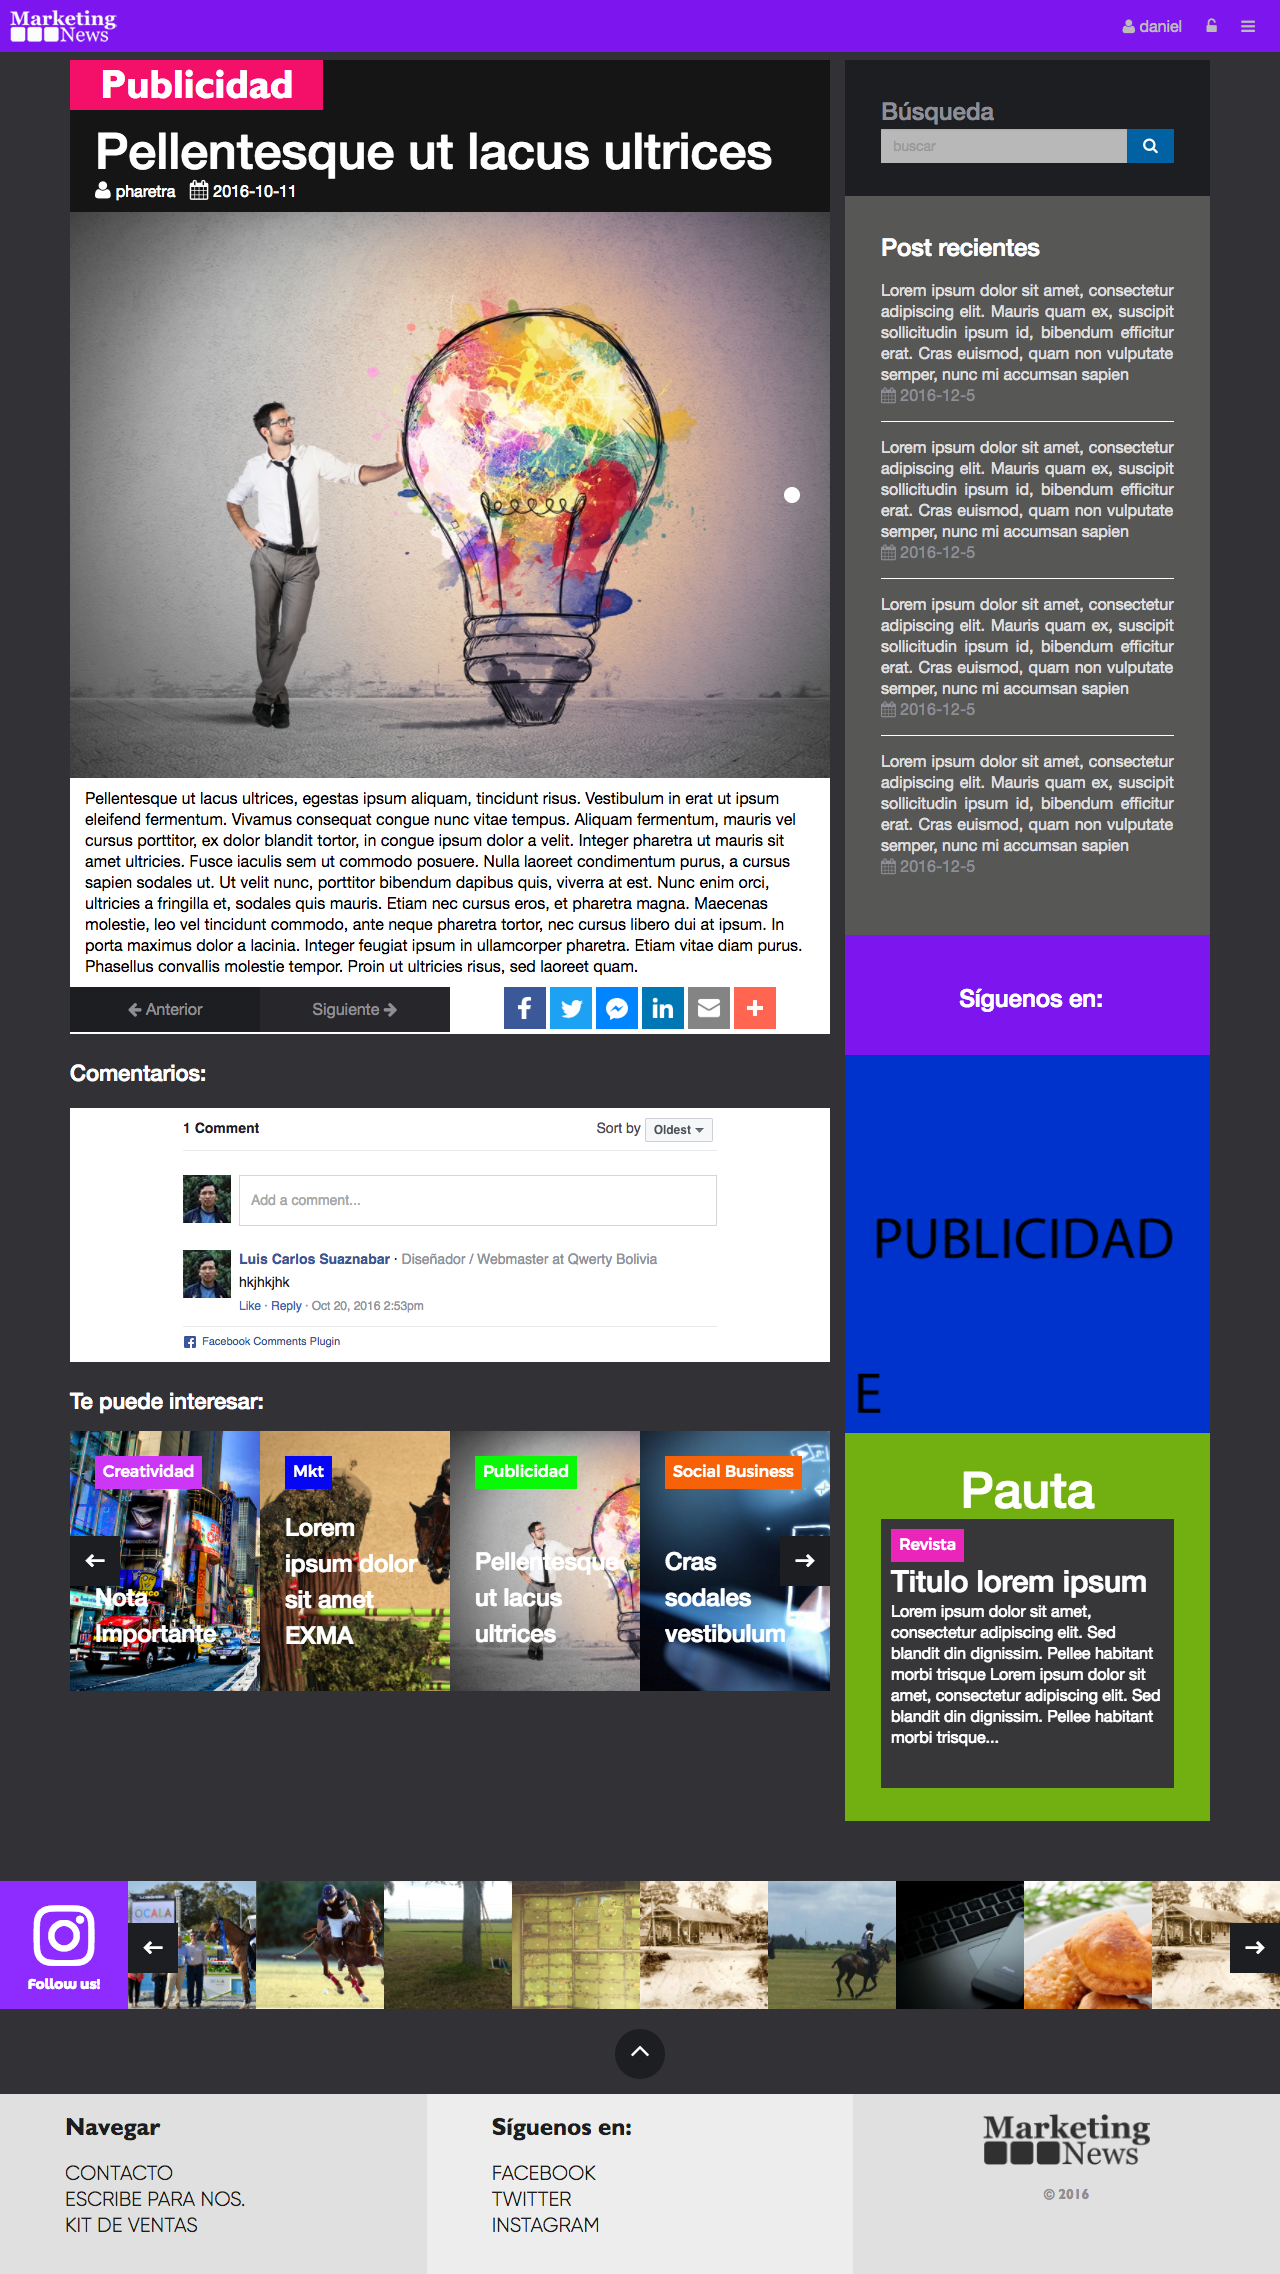 Marketing
News
daniel
Publicidad
Pellentesque ut lacus ultrices
pharetra 2016-10-11
Pellentesque ut lacus ultrices, egestas ipsum aliquam, tincidunt risus. Vestibulum in erat ut ipsum
eleifend fermentum. Vivamus consequat congue nunc vitae tempus. Aliquam fermentum, mauris vel
cursus porttitor, ex dolor blandit tortor, in congue ipsum dolor a velit. Integer pharetra ut mauris sit
amet ultricies. Fusce iaculis sem ut commodo posuere. Nulla laoreet condimentum purus, a cursus
sapien sodales ut. Ut velit nunc, porttitor bibendum dapibus quis, viverra at est. Nunc enim orci,
ultricies a fringilla et, sodales quis mauris. Etiam nec cursus eros, et pharetra magna. Maecenas
molestie, leo vel tincidunt commodo, ante neque pharetra tortor, nec cursus libero dui at ipsum. In
porta maximus dolor a lacinia. Integer feugiat ipsum in ullamcorper pharetra. Etiam vitae diam purus.
Phasellus convallis molestie tempor. Proin ut ultricies risus, sed laoreet quam.
Anterior
Siguiente
Comentarios:
1 Comment
Sort by Oldest
Add a comment...
Luis Carlos Suaznabar · Diseñador / Webmaster at Qwerty Bolivia
hkjhkjhk
Like · Reply · Oct 20, 2016 2:53pm
Facebook Comments Plugin
Te puede interesar:
Creatividad
Nota
Importante
Mkt
Lorem
ipsum dolor
sit amet
EXMA
Publicidad
Pellentesque
ut lacus
ultrices
Social Business
Cras
sodales
vestibulum
Búsqueda
buscar
Post recientes
Lorem ipsum dolor sit amet, consectetur
adipiscing elit. Mauris quam ex, suscipit
sollicitudin ipsum id, bibendum efficitur
erat. Cras euismod, quam non vulputate
semper, nunc mi accumsan sapien
2016-12-5
Lorem ipsum dolor sit amet, consectetur
adipiscing elit. Mauris quam ex, suscipit
sollicitudin ipsum id, bibendum efficitur
erat. Cras euismod, quam non vulputate
semper, nunc mi accumsan sapien
2016-12-5
Lorem ipsum dolor sit amet, consectetur
adipiscing elit. Mauris quam ex, suscipit
sollicitudin ipsum id, bibendum efficitur
erat. Cras euismod, quam non vulputate
semper, nunc mi accumsan sapien
2016-12-5
Lorem ipsum dolor sit amet, consectetur
adipiscing elit. Mauris quam ex, suscipit
sollicitudin ipsum id, bibendum efficitur
erat. Cras euismod, quam non vulputate
semper, nunc mi accumsan sapien
2016-12-5
Síguenos en:
PUBLICIDAD
E
Pauta
Revista
Titulo lorem ipsum
Lorem ipsum dolor sit amet,
consectetur adipiscing elit. Sed
blandit din dignissim. Pellee habitant
morbi trisque Lorem ipsum dolor sit
amet, consectetur adipiscing elit. Sed
blandit din dignissim. Pellee habitant
morbi trisque...
Follow us!
OCALA
Navegar
CONTACTO
ESCRIBE PARA NOS.
KIT DE VENTAS
Síguenos en:
FACEBOOK
TWITTER
INSTAGRAM
Marketing
News
© 2016